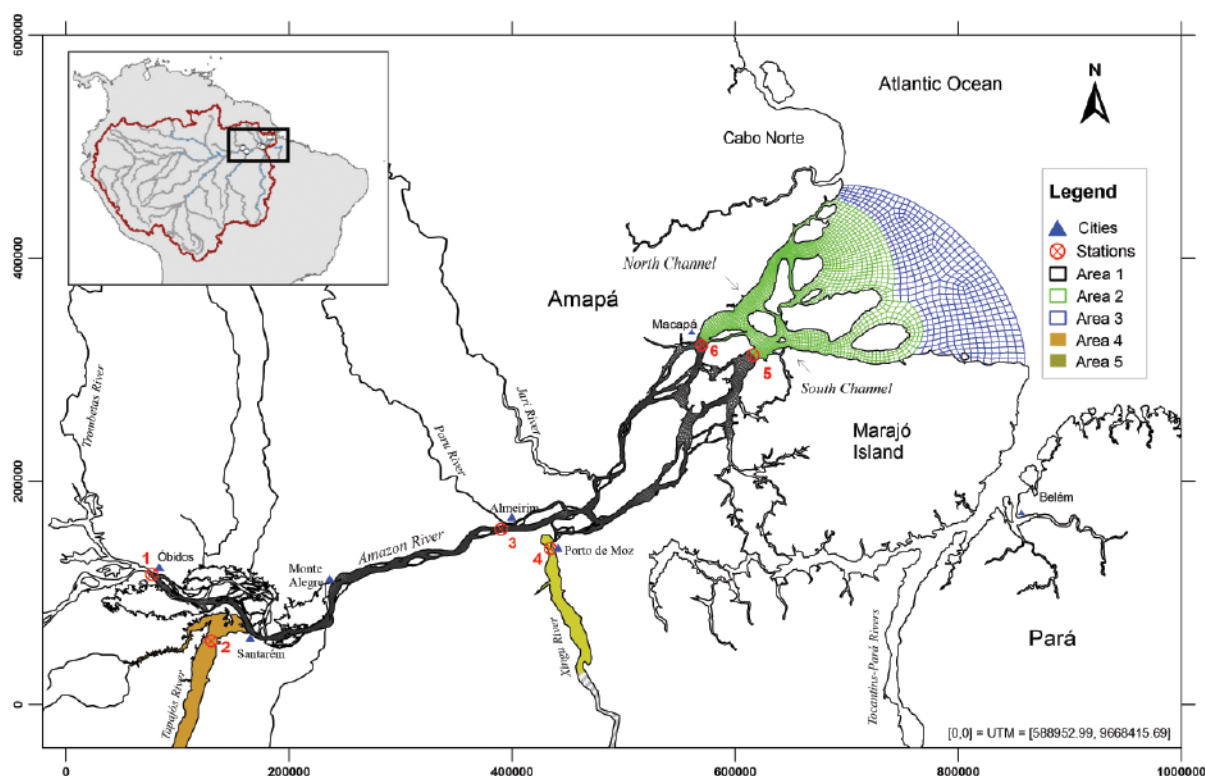 600000
400000
200000
0
Atlantic Ocean
N
Cabo Norte
Legend
Cities
Stations
Area 1
Area 2
Area 3
Area 4
Area 5
North Channel
Amapá
Macapá
6
5
South Channel
Trombetas River
Jari River
Paru River
Marajó
Island
Belém
Almeirim
3
Amazon River
4
Porto de Moz
1
Óbidos
Monte
Alegre
2
Santarém
Xingu River
Tapajós River
Tocantins-Pará Rivers
Pará
[0,0] = UTM = [588952.99, 9668415.69]
0
200000
400000
600000
800000
1000000